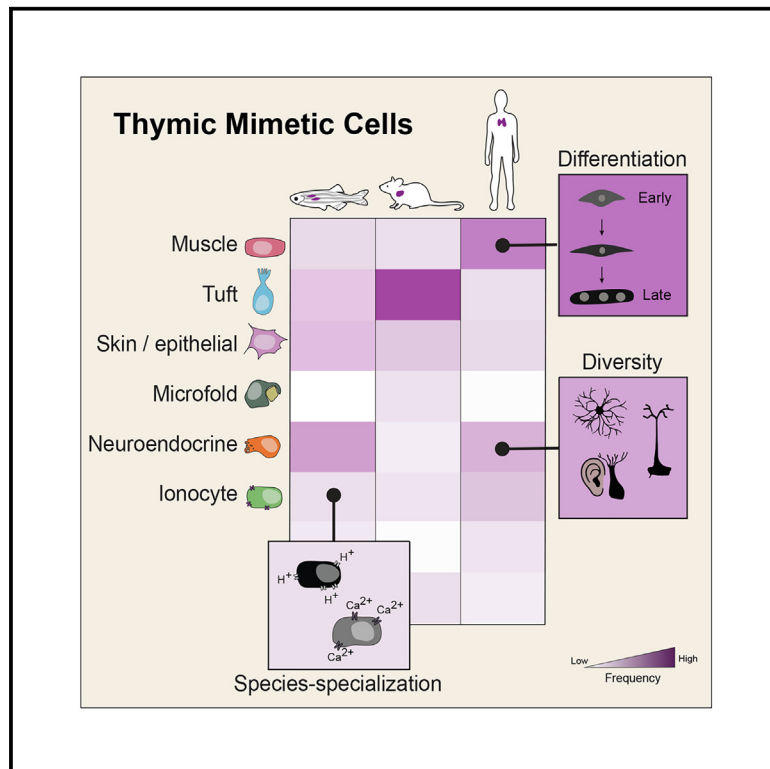 Thymic Mimetic Cells
Differentiation
Early
Late
Muscle
Tuft
Skin / epithelial
Microfold
Neuroendocrine
Ionocyte
Diversity
H+
H+
H+
Ca2+
Ca2+
Ca2+
Species-specialization
Low
High
Frequency